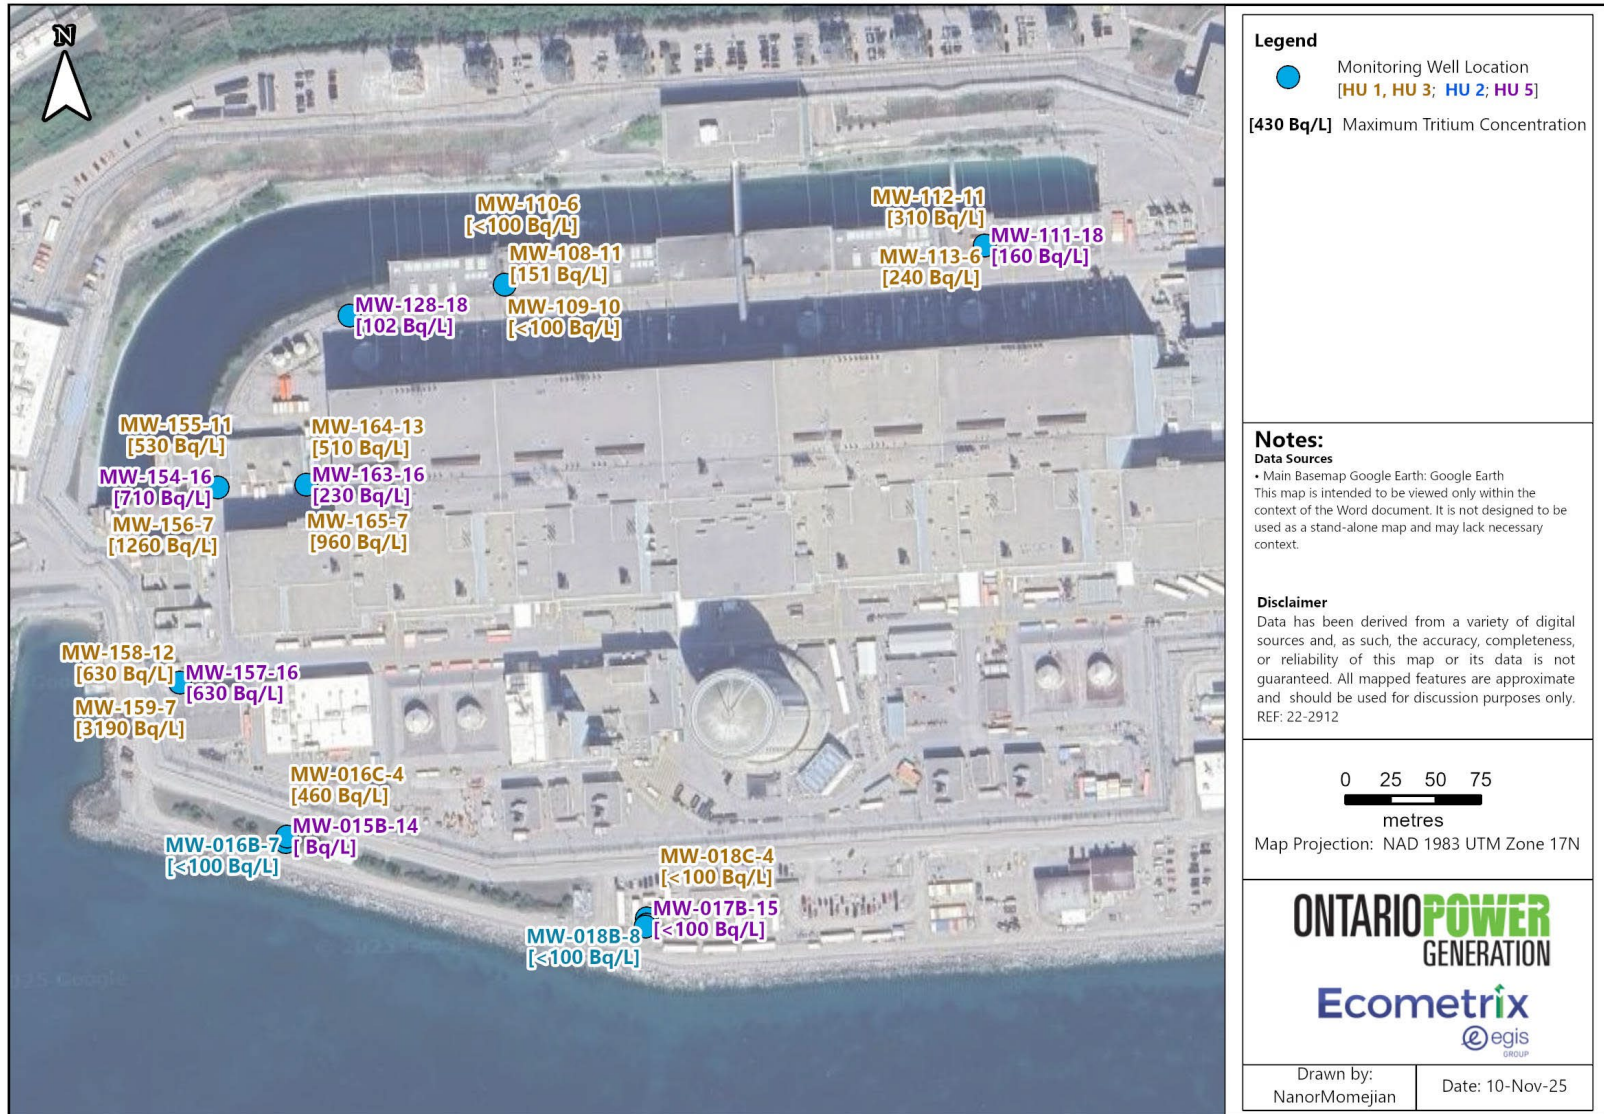 N
MW-110-6
[<100 Bq/L]
MW-108-11
[151 Bq/L]
MW-109-10
[<100 Bq/L]
MW-112-11
[310 Bq/L]
MW-111-18
[160 Bq/L]
MW-113-6
[240 Bq/L]
MW-128-18
[102 Bq/L]
MW-155-11
[530 Bq/L]
MW-154-16
[710 Bq/L]
MW-156-7
[1260 Bq/L]
MW-164-13
[510 Bq/L]
MW-163-16
[230 Bq/L]
MW-165-7
[960 Bq/L]
MW-158-12
[630 Bq/L]
MW-157-16
[630 Bq/L]
MW-159-7
[3190 Bq/L]
MW-016C-4
[460 Bq/L]
MW-015B-14
[ Bq/L]
MW-016B-7
[<100 Bq/L]
MW-018C-4
[<100 Bq/L]
MW-017B-15
[<100 Bq/L]
MW-018B-8
[<100 Bq/L]
Legend
Monitoring Well Location
[HU 1, HU 3; HU 2; HU 5]
[430 Bq/L] Maximum Tritium Concentration
Notes:
Data Sources
• Main Basemap Google Earth: Google Earth
This map is intended to be viewed only within the
context of the Word document. It is not designed to be
used as a stand-alone map and may lack necessary
context.
Disclaimer
Data has been derived from a variety of digital
sources and, as such, the accuracy, completeness,
or reliability of this map or its data is not
guaranteed. All mapped features are approximate
and should be used for discussion purposes only.
REF: 22-2912
0 25 50 75
metres
Map Projection: NAD 1983 UTM Zone 17N
ONTARIOPOWER
GENERATION
Ecometrix
egis
GROUP
Drawn by:
NanorMomejian
Date: 10-Nov-25